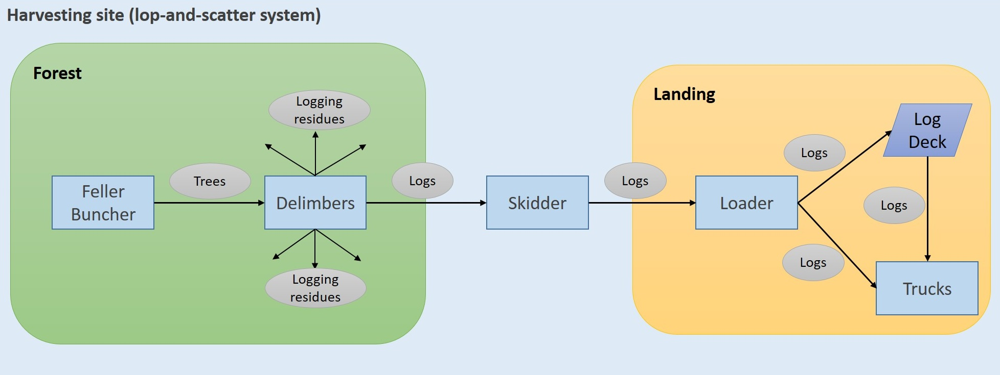 Harvesting site (lop-and-scatter system)
Forest
Logging
residues
Feller
Buncher
Trees
Delimbers
Logs
Logging
residues
Skidder
Logs
Landing
Loader
Logs
Log
Deck
Logs
Logs
Trucks